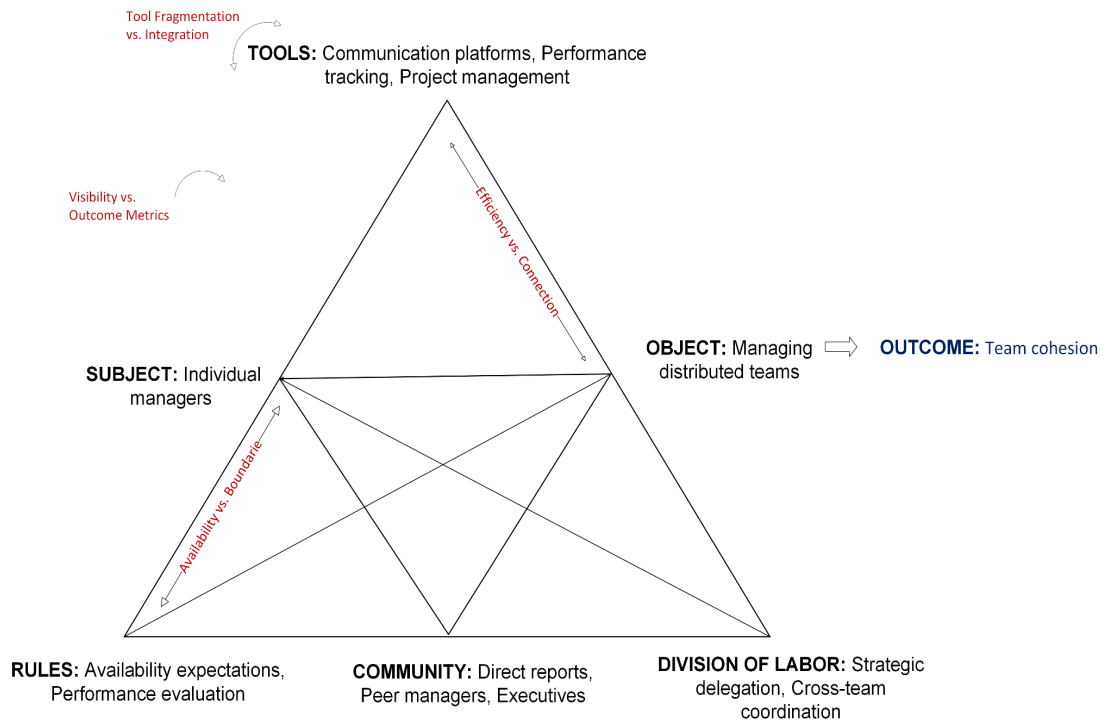 Tool Fragmentation
vs. Integration
TOOLS: Communication platforms, Performance
tracking, Project management
Visibility vs.
Outcome Metrics
Efficiency vs. Connection
OBJECT: Managing
distributed teams
OUTCOME: Team cohesion
SUBJECT: Individual
managers
Availability vs. Boundarie
RULES: Availability expectations,
Performance evaluation
COMMUNITY: Direct reports,
Peer managers, Executives
DIVISION OF LABOR: Strategic
delegation, Cross-team
coordination